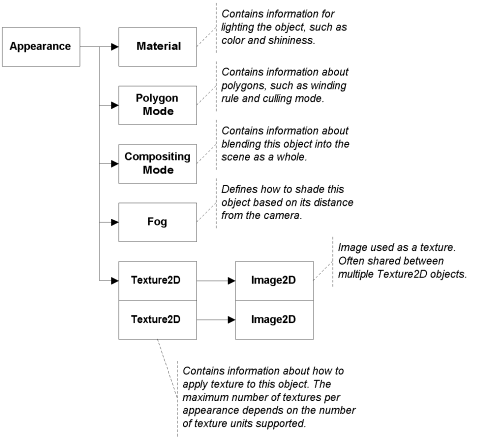 Appearance
Material
Contains information for
lighting the object, such as
color and shininess.
Polygon
Mode
Contains information about
polygons, such as winding
rule and culling mode.
Compositing
Mode
Contains information about
blending this object into the
scene as a whole.
Fog
Defines how to shade this
object based on its distance
from the camera.
Texture2D
Image2D
Image used as a texture.
Often shared between
multiple Texture2D objects.
Texture2D
Image2D
Contains information about how to
apply texture to this object. The
maximum number of textures per
appearance depends on the number
of texture units supported.